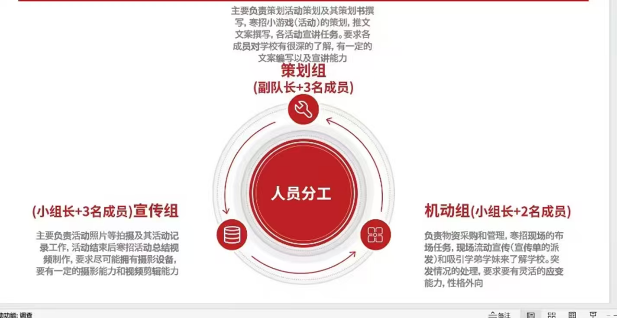 主要负责策划活动策划及其策划书撰
写，寒招小游戏(活动)的策划，推文
文案撰写，各活动宣讲任务。要求各
成员对学校有很深的了解，有一定的
文案编写以及宣讲能力
策划组
(副队长+3名成员)
人员分工
(小组长+3名成员)宣传组
主要负责活动照片等拍摄及其活动记
录工作，活动结束后寒招活动总结视
频制作，要求尽可能拥有摄影设备，
要有一定的摄影能力和视频剪辑能力
机动组(小组长+2名成员)
负责物资采购和管理，寒招现场的布
场任务，现场流动宣传(宣传单的派
发)和吸引学弟学妹来了解学校。突
发情况的处理，要求要有灵活的应变
能力，性格外向
备注